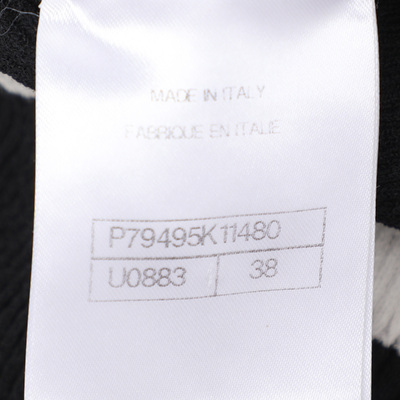 MADE IN ITALY
FABRIQUE EN ITALIE
P79495K11480
U0883 38